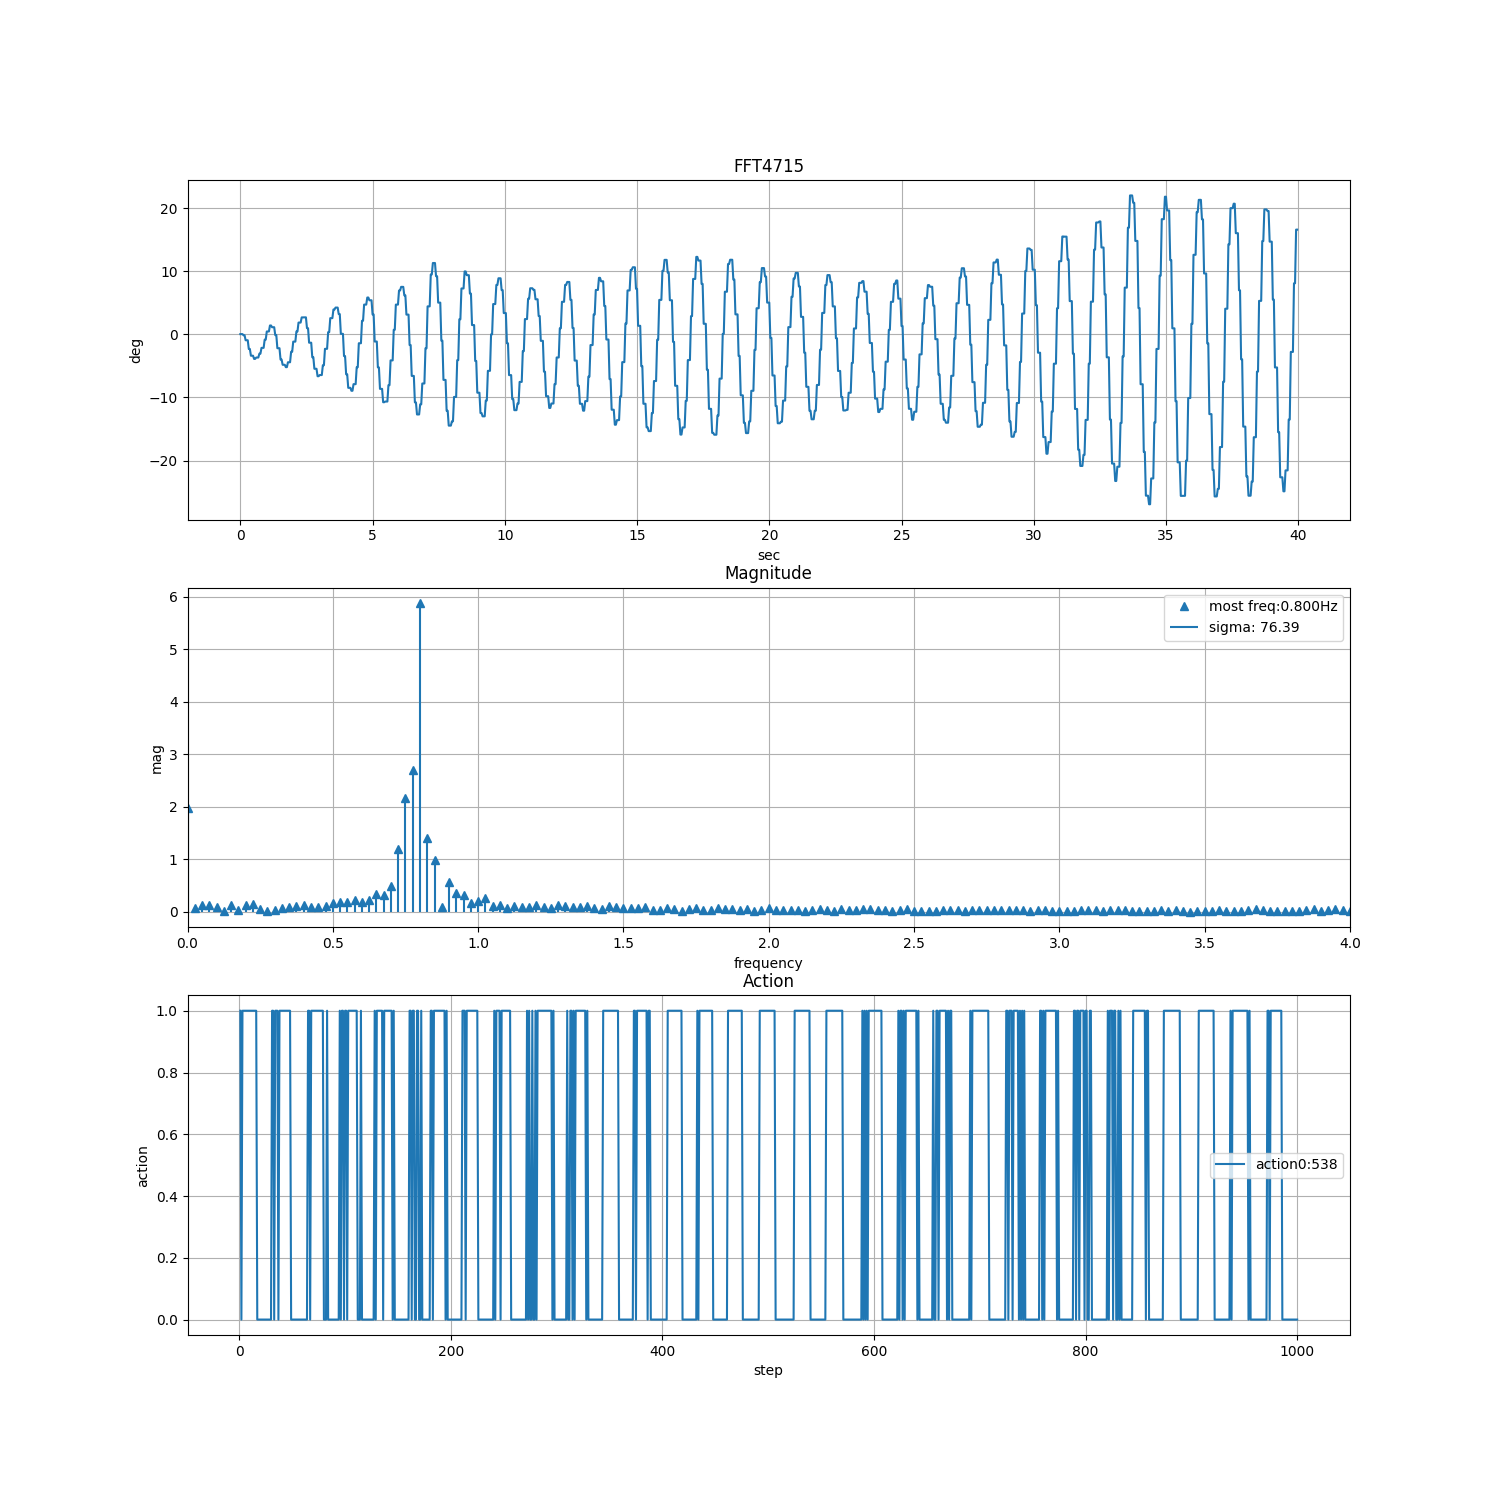 FFT4715
20
10
0
−10
−20
deg
0 5 10 15 20 25 30 35 40
sec
Magnitude
6
5
4
3
2
1
0
mag
most freq:0.800Hz
sigma: 76.39
0.0 0.5 1.0 1.5 2.0 2.5 3.0 3.5 4.0
frequency
Action
1.0
0.8
0.6
0.4
0.2
0.0
action
action0:538
0 200 400 600 800 1000
step